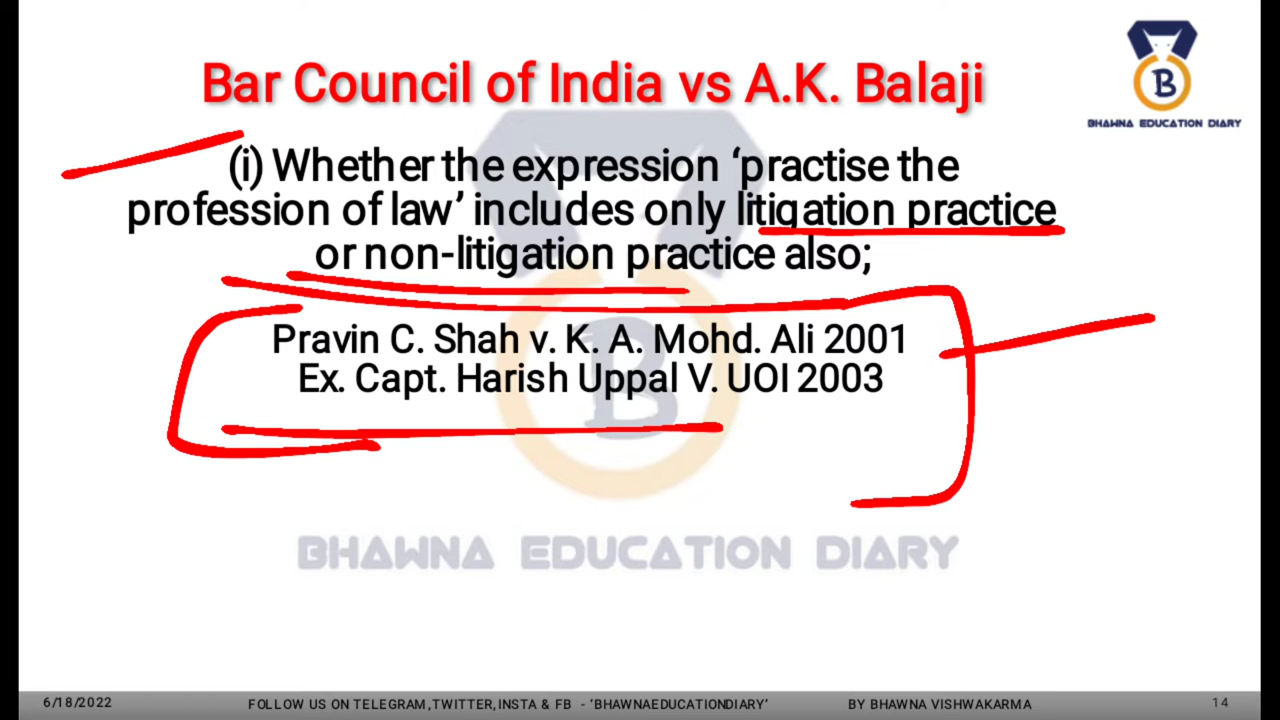 Bar Council of India vs A.K. Balaji
B
BHAWNA EDUCATION DIARY
(i) Whether the expression ‘practise the
profession of law’ includes only litigation practice
or non-litigation practice also;
Pravin C. Shah v. K. A. Mohd. Ali 2001
Ex. Capt. Harish Uppal V. UOI 2003
B
BHAWNA EDUCATION DIARY
6/18/2022
FOLLOW US ON TELEGRAM,TWITTER,INSTA & FB - ‘BHAWNAEDUCATIONDIARY’
BY BHAWNA VISHWAKARMA
14